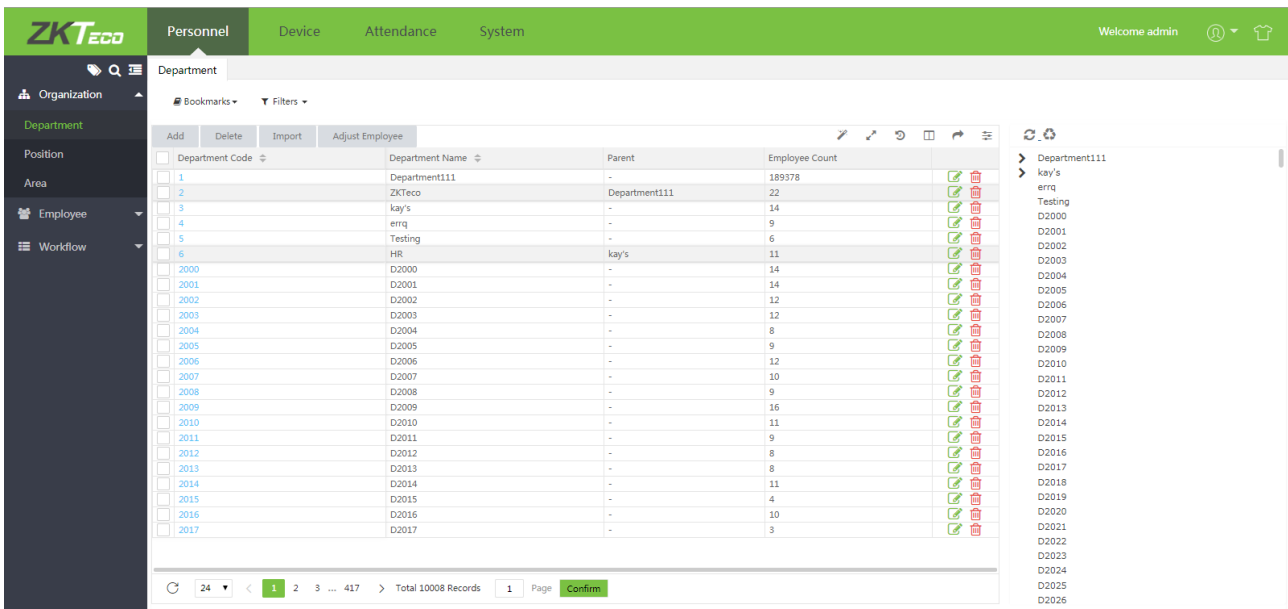 ZKTeco
Personnel Device Attendance System Welcome admin
Department
Organization
Department
Position
Area
Employee
Workflow
Bookmarks Filters
Add Delete Import Adjust Employee
Department Code Department Name Parent Employee Count
1 Department111 - 189378
2 ZKTeco Department111 22
3 kay's - 14
4 errq - 9
5 Testing - 6
6 HR kay's 11
2000 D2000 - 14
2001 D2001 - 14
2002 D2002 - 12
2003 D2003 - 12
2004 D2004 - 8
2005 D2005 - 9
2006 D2006 - 12
2007 D2007 - 10
2008 D2008 - 9
2009 D2009 - 16
2010 D2010 - 11
2011 D2011 - 9
2012 D2012 - 8
2013 D2013 - 8
2014 D2014 - 11
2015 D2015 - 4
2016 D2016 - 10
2017 D2017 - 3
24 1 2 3 ... 417 Total 10008 Records 1 Page Confirm
Department111
kay's
errq
Testing
D2000
D2001
D2002
D2003
D2004
D2005
D2006
D2007
D2008
D2009
D2010
D2011
D2012
D2013
D2014
D2015
D2016
D2017
D2018
D2019
D2020
D2021
D2022
D2023
D2024
D2025
D2026